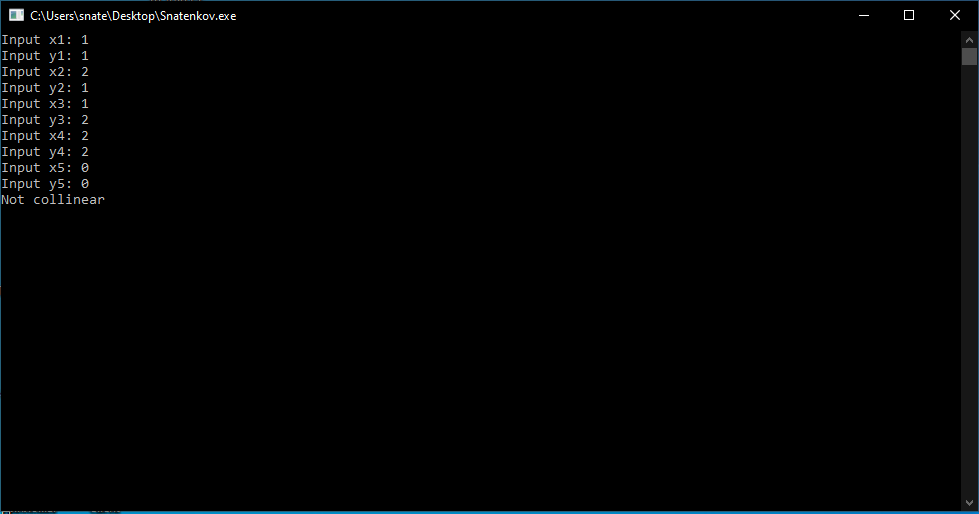 C:\Users\snate\Desktop\Snatenkov.exe
Input x1: 1
Input y1: 1
Input x2: 2
Input y2: 1
Input x3: 1
Input y3: 2
Input x4: 2
Input y4: 2
Input x5: 0
Input y5: 0
Not collinear